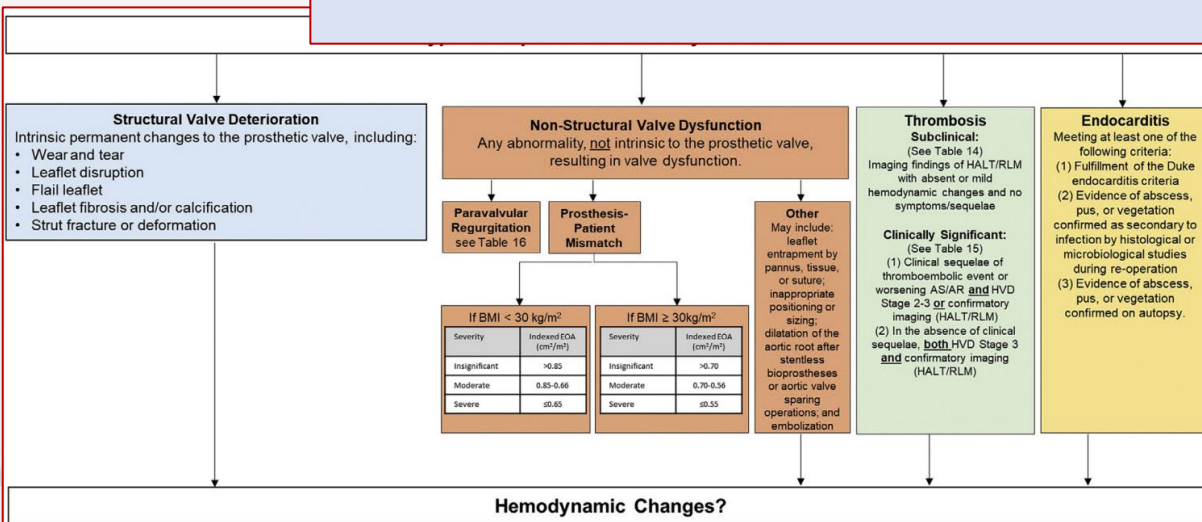 Structural Valve Deterioration
Intrinsic permanent changes to the prosthetic valve, including:
• Wear and tear
• Leaflet disruption
• Flail leaflet
• Leaflet fibrosis and/or calcification
• Strut fracture or deformation
Non-Structural Valve Dysfunction
Any abnormality, not intrinsic to the prosthetic valve,
resulting in valve dysfunction.
Paravalvular
Regurgitation
see Table 16
Prosthesis-
Patient
Mismatch
If BMI < 30 kg/m²
Severity Indexed EOA
(cm²/m²)
Insignificant >0.85
Moderate 0.85-0.66
Severe ≤0.65
If BMI ≥ 30kg/m²
Severity Indexed EOA
(cm²/m²)
Insignificant >0.70
Moderate 0.70-0.56
Severe ≤0.55
Other
May include:
leaflet
entrapment by
pannus, tissue,
or suture;
inappropriate
positioning or
sizing;
dilatation of the
aortic root after
stentless
bioprostheses
or aortic valve
sparing
operations; and
embolization
Thrombosis
Subclinical:
(See Table 14)
Imaging findings of HALT/RLM
with absent or mild
hemodynamic changes and no
symptoms/sequelae
Clinically Significant:
(See Table 15)
(1) Clinical sequelae of
thromboembolic event or
worsening AS/AR and HVD
Stage 2-3 or confirmatory
imaging (HALT/RLM)
(2) In the absence of clinical
sequelae, both HVD Stage 3
and confirmatory imaging
(HALT/RLM)
Endocarditis
Meeting at least one of the
following criteria:
(1) Fulfillment of the Duke
endocarditis criteria
(2) Evidence of abscess,
pus, or vegetation
confirmed as secondary to
infection by histological or
microbiological studies
during re-operation
(3) Evidence of abscess,
pus, or vegetation
confirmed on autopsy.
Hemodynamic Changes?